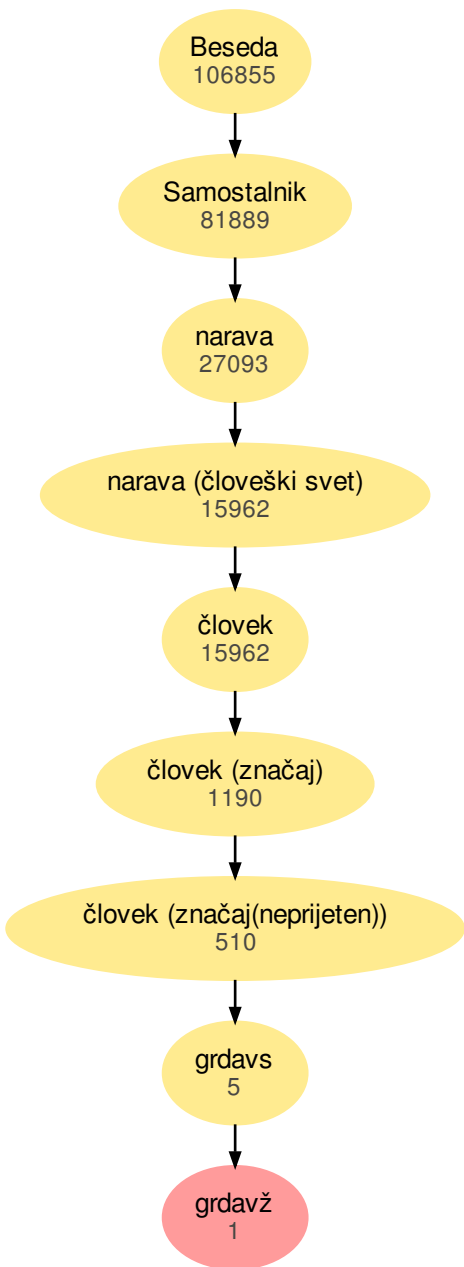 Beseda
106855
Samostalnik
81889
narava
27093
narava (človeški svet)
15962
človek
15962
človek (značaj)
1190
človek (značaj(neprijeten))
510
grdavs
5
grdavž
1